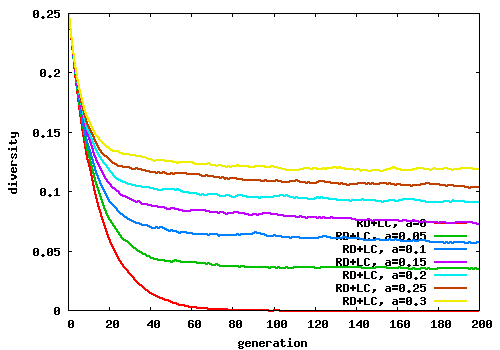 0.25
0.2
0.15
0.1
0.05
0
diversity
RD+LC, a=0
RD+LC, a=0.05
RD+LC, a=0.1
RD+LC, a=0.15
RD+LC, a=0.2
RD+LC, a=0.25
RD+LC, a=0.3
0 20 40 60 80 100 120 140 160 180 200
generation